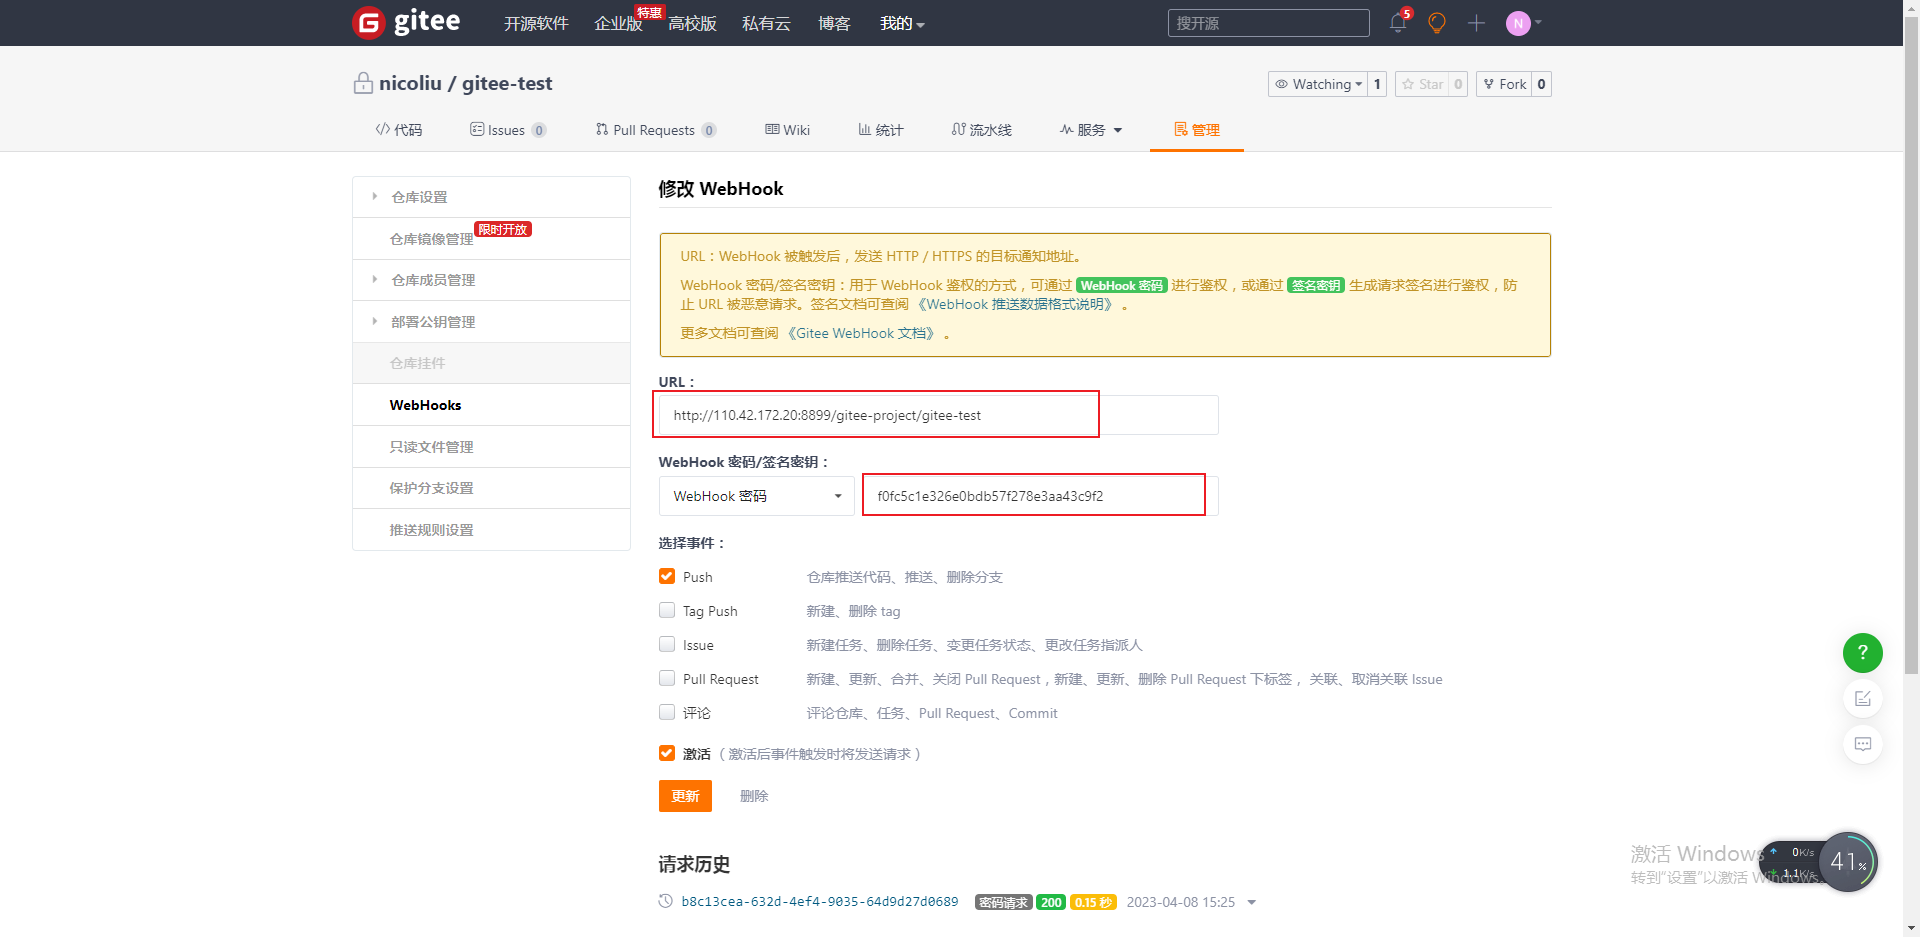 gitee 开源软件 企业版 特惠 高校版 私有云 博客 我的 搜开源 5 N
nicoliu / gitee-test Watching 1 Star 0 Fork 0
代码 Issues 0 Pull Requests 0 Wiki 统计 流水线 服务 管理
仓库设置
仓库镜像管理 限时开放
仓库成员管理
部署公钥管理
仓库挂件
WebHooks
只读文件管理
保护分支设置
推送规则设置
修改 WebHook
URL：WebHook 被触发后，发送 HTTP / HTTPS 的目标通知地址。
WebHook 密码/签名密钥：用于 WebHook 鉴权的方式，可通过 WebHook 密码 进行鉴权，或通过 签名密钥 生成请求签名进行鉴权，防
止 URL 被恶意请求。签名文档可查阅 《WebHook 推送数据格式说明》 。
更多文档可查阅 《Gitee WebHook 文档》 。
URL：
http://110.42.172.20:8899/gitee-project/gitee-test
WebHook 密码/签名密钥：
WebHook 密码 f0fc5c1e326e0bdb57f278e3aa43c9f2
选择事件：
Push 仓库推送代码、推送、删除分支
Tag Push 新建、删除 tag
Issue 新建任务、删除任务、变更任务状态、更改任务指派人
Pull Request 新建、更新、合并、关闭 Pull Request，新建、更新、删除 Pull Request 下标签， 关联、取消关联 Issue
评论 评论仓库、任务、Pull Request、Commit
激活 （ 激活后事件触发时将发送请求 ）
更新 删除
请求历史
b8c13cea-632d-4ef4-9035-64d9d27d0689 密码请求 200 0.15 秒 2023-04-08 15:25
?
激活 Windows
转到“设置”以激活 Windows。
0K/s
1.1K/s
41%